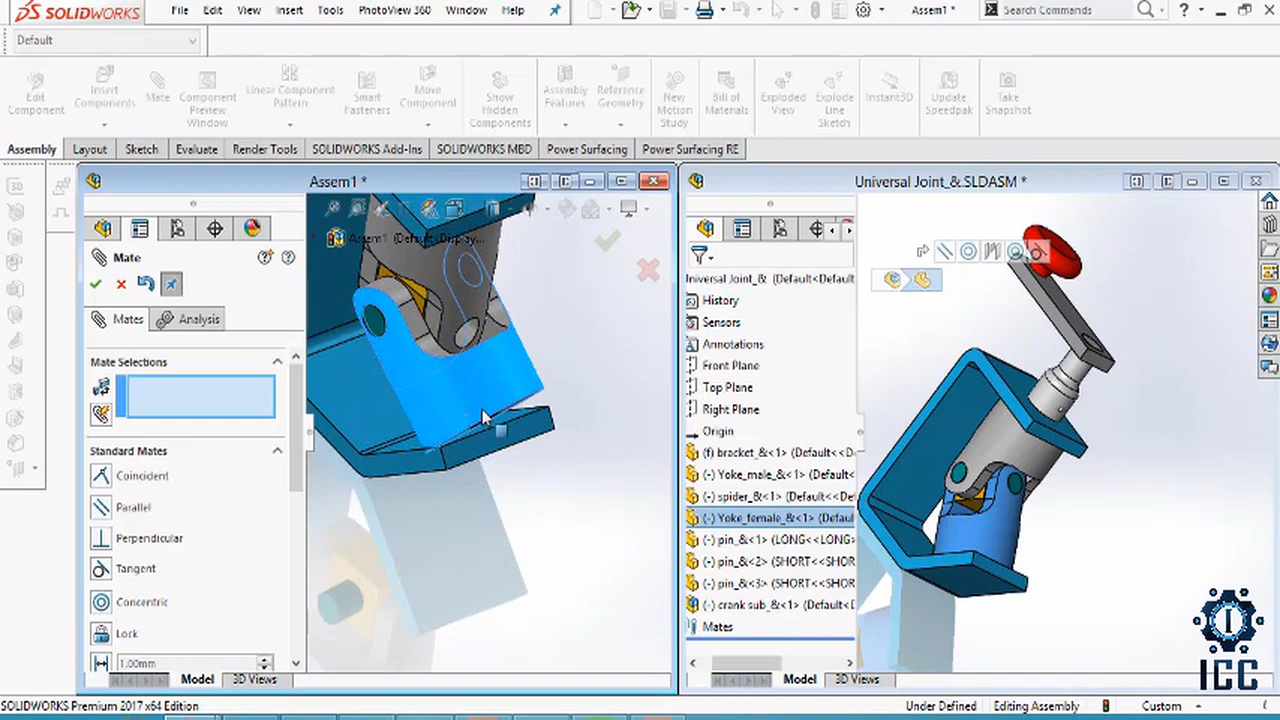 SOLIDWORKS File Edit View Insert Tools PhotoView 360 Window Help Assem1 * Search Commands
Default
Edit Component
Insert Components
Mate
Component Preview Window
Linear Component Pattern
Smart Fasteners
Move Component
Show Hidden Components
Assembly Features
Reference Geometry
New Motion Study
Bill of Materials
Exploded View
Explode Line Sketch
Instant3D
Update Speedpak
Take Snapshot
Assembly Layout Sketch Evaluate Render Tools SOLIDWORKS Add-Ins SOLIDWORKS MBD Power Surfacing Power Surfacing RE
Assem1 *
Assem1 (Default<Display...
Mate
Mates Analysis
Mate Selections
Standard Mates
Coincident
Parallel
Perpendicular
Tangent
Concentric
Lock
1.00mm
Model 3D Views
Universal Joint_&.SLDASM *
Iniversal Joint_& (Default<Default
History
Sensors
Annotations
Front Plane
Top Plane
Right Plane
Origin
(f) bracket_&<1> (Default<<D
(-) Yoke_male_&<1> (Default
(-) spider_&<1> (Default<<De
(-) Yoke_female_&<1> (Defaul
(-) pin_&<1> (LONG<<LONG>
(-) pin_&<2> (SHORT<<SHOR
(-) pin_&<3> (SHORT<<SHOR
(-) crank sub_&<1> (Default<D
Mates
Model 3D Views
ICC
SOLIDWORKS Premium 2017 x64 Edition Under Defined Editing Assembly Custom